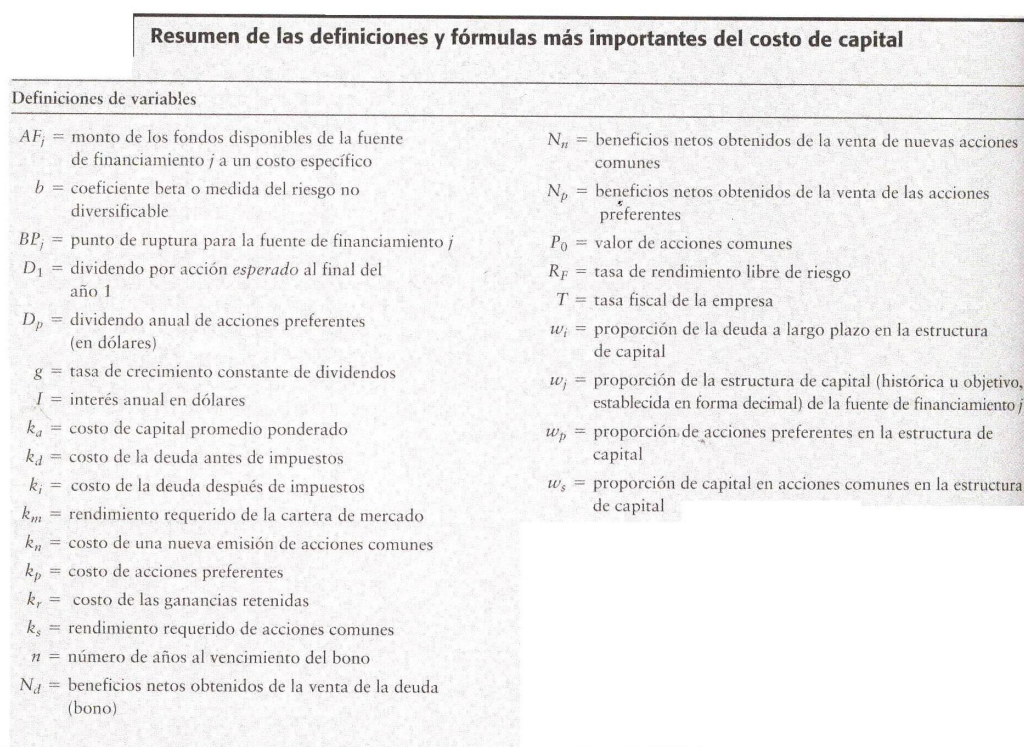 Resumen de las definiciones y fórmulas más importantes del costo de capital
Definiciones de variables
AFj = monto de los fondos disponibles de la fuente
de financiamiento j a un costo específico
b = coeficiente beta o medida del riesgo no
diversificable
BPj = punto de ruptura para la fuente de financiamiento j
D1 = dividendo por acción esperado al final del
año 1
Dp = dividendo anual de acciones preferentes
(en dólares)
g = tasa de crecimiento constante de dividendos
I = interés anual en dólares
ka = costo de capital promedio ponderado
kd = costo de la deuda antes de impuestos
ki = costo de la deuda después de impuestos
km = rendimiento requerido de la cartera de mercado
kn = costo de una nueva emisión de acciones comunes
kp = costo de acciones preferentes
kr = costo de las ganancias retenidas
ks = rendimiento requerido de acciones comunes
n = número de años al vencimiento del bono
Nd = beneficios netos obtenidos de la venta de la deuda
(bono)
Nn = beneficios netos obtenidos de la venta de nuevas acciones
comunes
Np = beneficios netos obtenidos de la venta de las acciones
preferentes
P0 = valor de acciones comunes
RF = tasa de rendimiento libre de riesgo
T = tasa fiscal de la empresa
wi = proporción de la deuda a largo plazo en la estructura
de capital
wj = proporción de la estructura de capital (histórica u objetivo,
establecida en forma decimal) de la fuente de financiamiento j
wp = proporción de acciones preferentes en la estructura de
capital
ws = proporción de capital en acciones comunes en la estructura
de capital